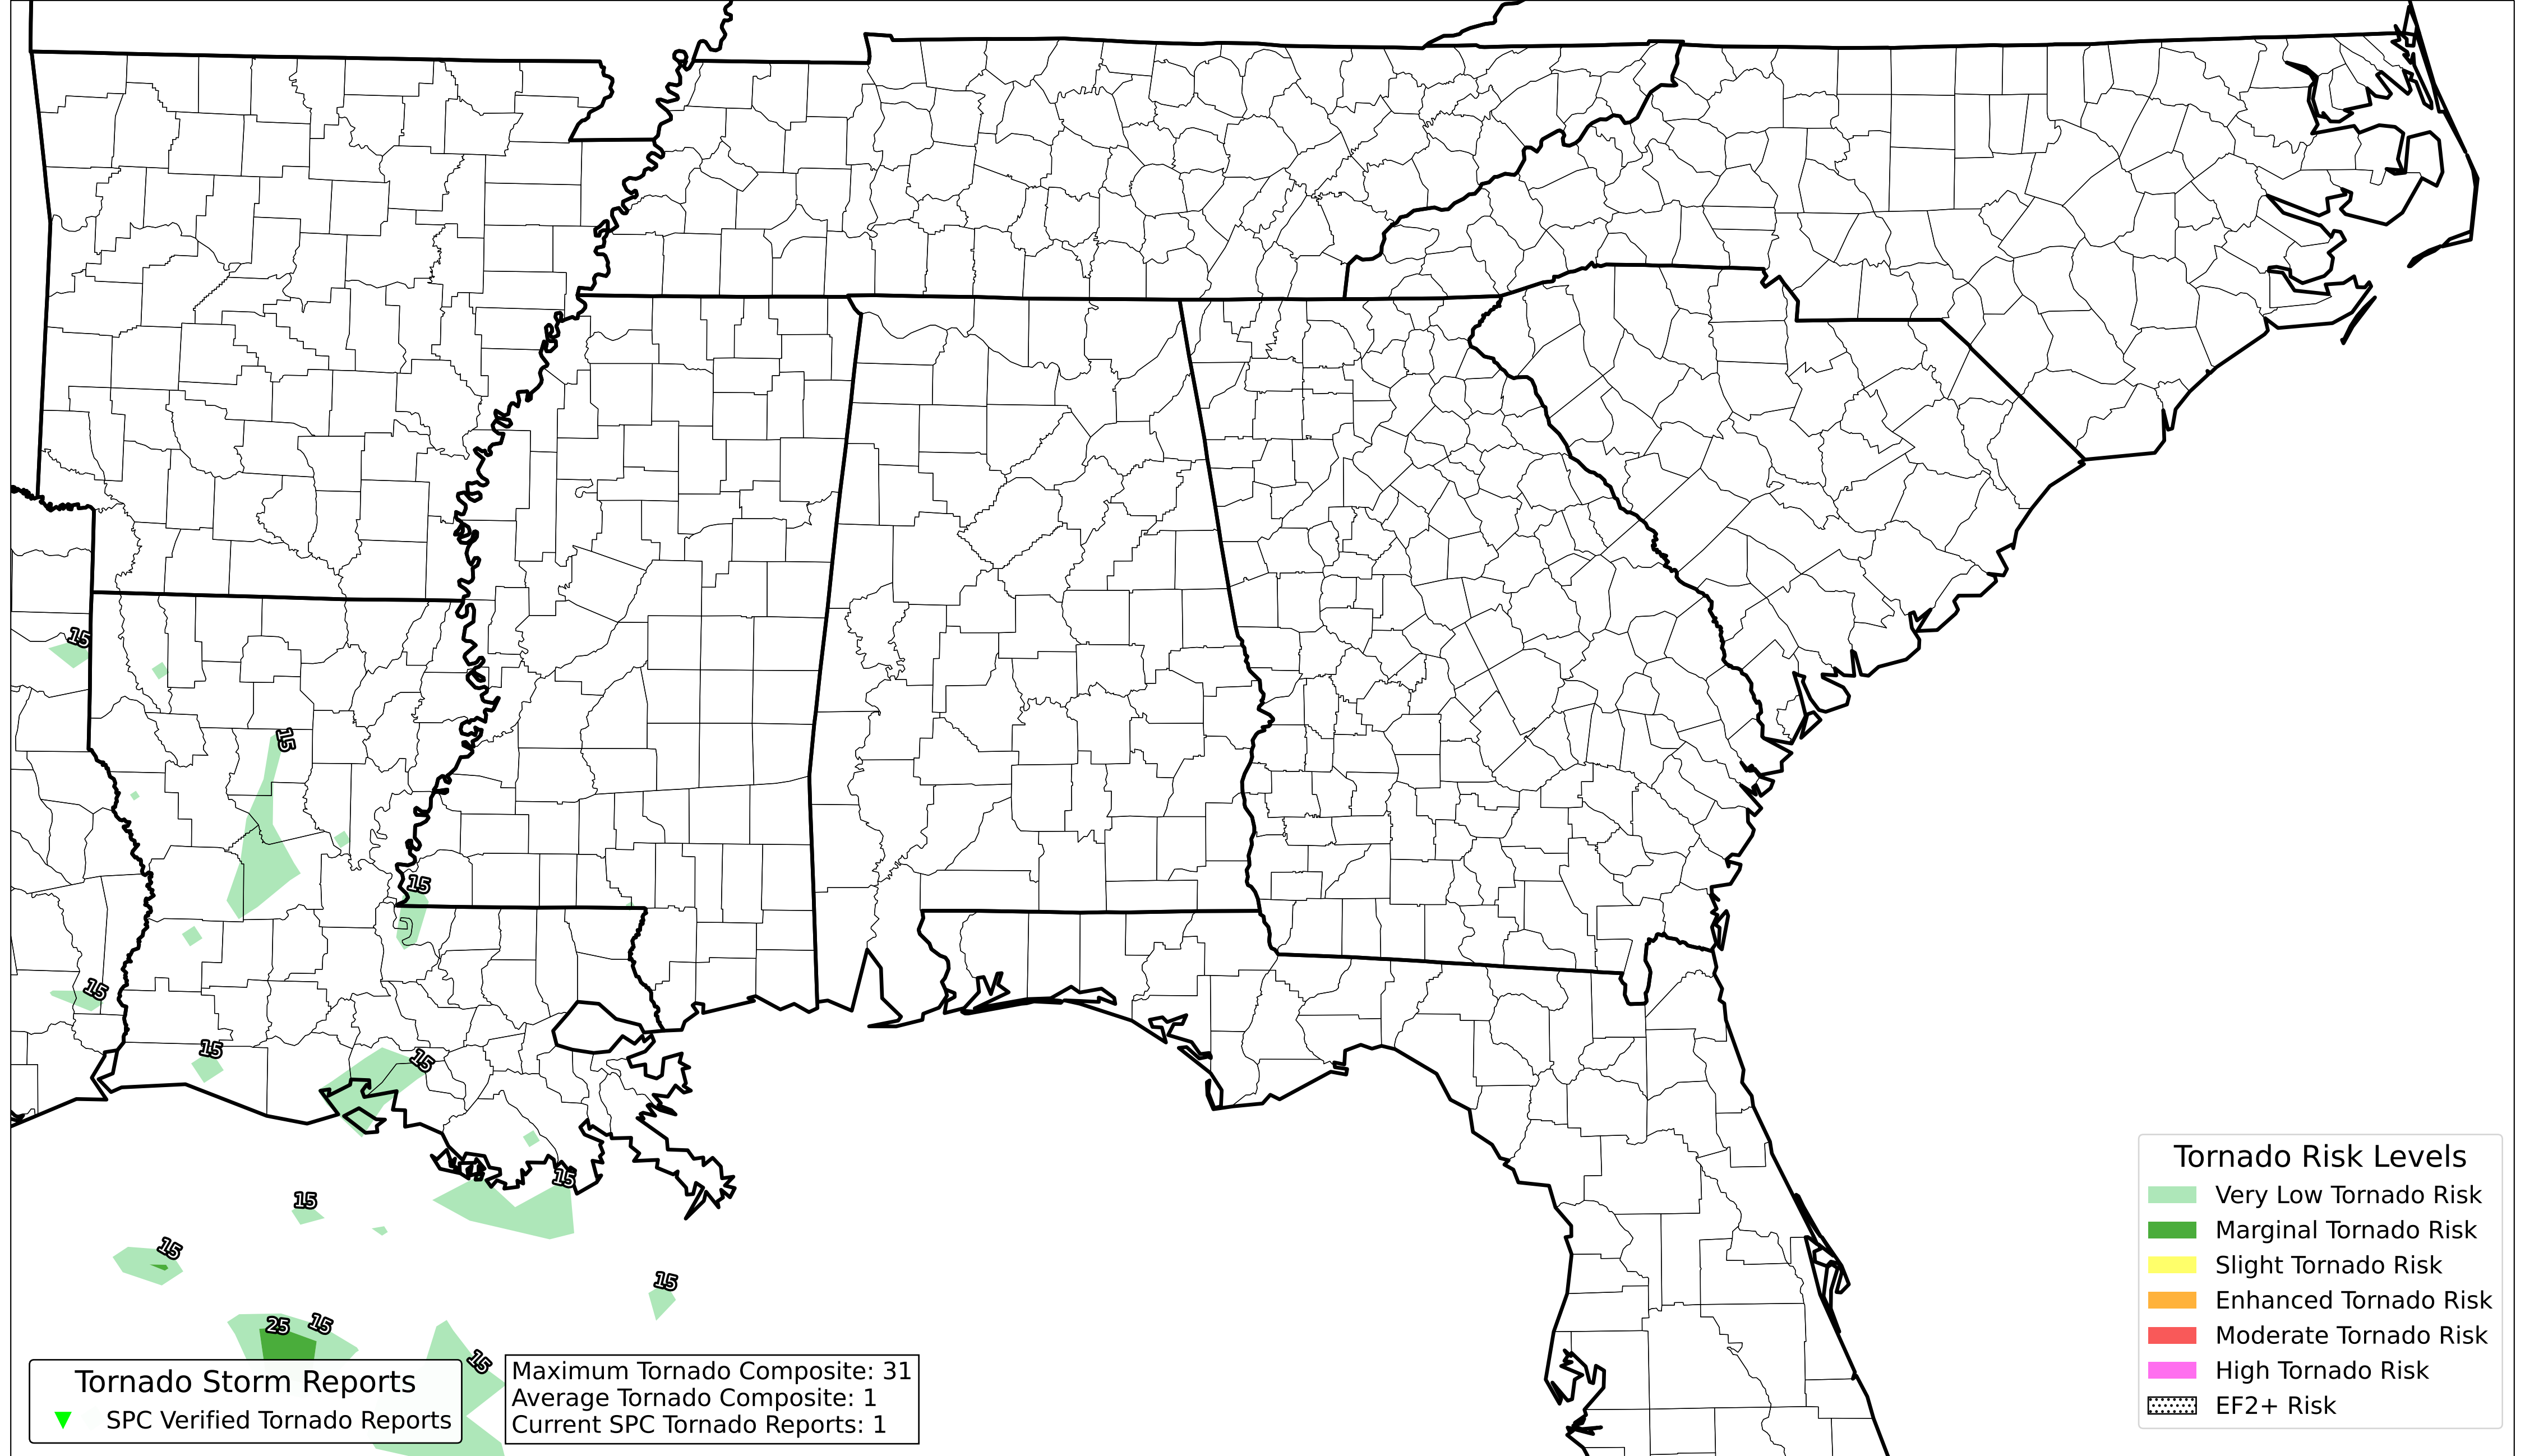 15
15
15
15
15
15
15
15
15
15
25
15
15
Tornado Storm Reports
SPC Verified Tornado Reports
Maximum Tornado Composite: 31
Average Tornado Composite: 1
Current SPC Tornado Reports: 1
Tornado Risk Levels
Very Low Tornado Risk
Marginal Tornado Risk
Slight Tornado Risk
Enhanced Tornado Risk
Moderate Tornado Risk
High Tornado Risk
EF2+ Risk